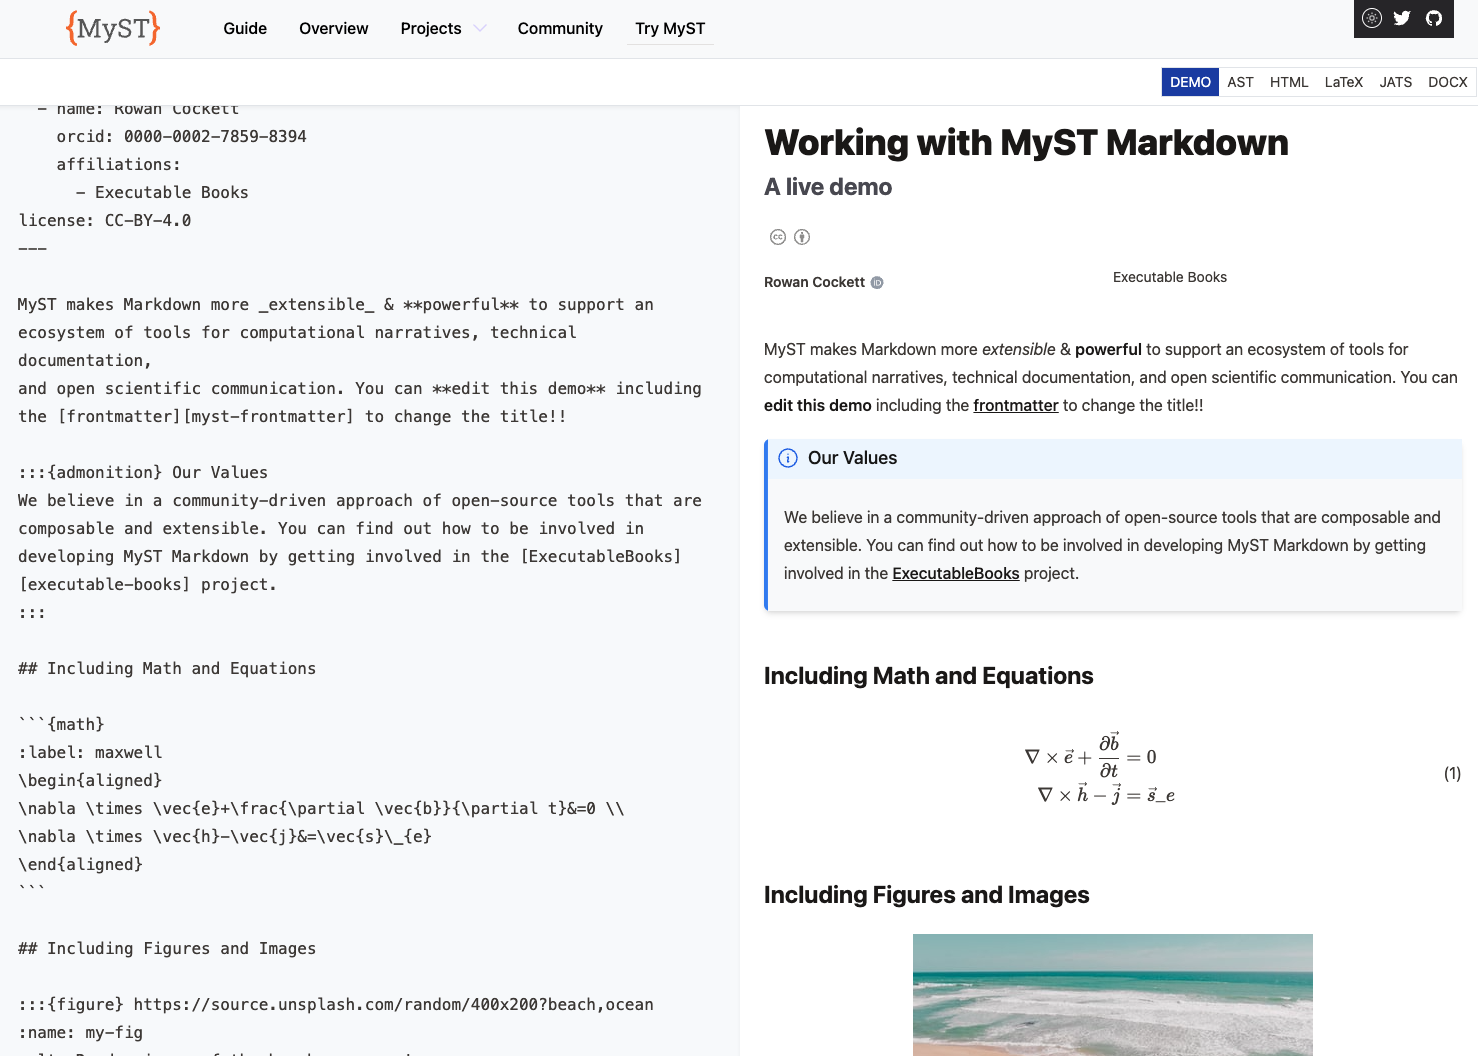 {MyST}
Guide Overview Projects Community Try MyST
DEMO AST HTML LaTeX JATS DOCX
- name: Rowan Cockett
orcid: 0000-0002-7859-8394
affiliations:
- Executable Books
license: CC-BY-4.0
---
MyST makes Markdown more _extensible_ & **powerful** to support an
ecosystem of tools for computational narratives, technical
documentation,
and open scientific communication. You can **edit this demo** including
the [frontmatter][myst-frontmatter] to change the title!!
:::{admonition} Our Values
We believe in a community-driven approach of open-source tools that are
composable and extensible. You can find out how to be involved in
developing MyST Markdown by getting involved in the [ExecutableBooks]
[executable-books] project.
:::
## Including Math and Equations
```{math}
:label: maxwell
\begin{aligned}
\nabla \times \vec{e}+\frac{\partial \vec{b}}{\partial t}&=0 \\
\nabla \times \vec{h}-\vec{j}&=\vec{s}\_{e}
\end{aligned}
```
## Including Figures and Images
:::{figure} https://source.unsplash.com/random/400x200?beach,ocean
:name: my-fig
Working with MyST Markdown
A live demo
cc
Rowan Cockett iD
Executable Books
MyST makes Markdown more extensible & powerful to support an ecosystem of tools for
computational narratives, technical documentation, and open scientific communication. You can
edit this demo including the frontmatter to change the title!!
Our Values
We believe in a community-driven approach of open-source tools that are composable and
extensible. You can find out how to be involved in developing MyST Markdown by getting
involved in the ExecutableBooks project.
Including Math and Equations
∇ × e⃗ + ∂b⃗/∂t = 0
∇ × h⃗ − j⃗ = s⃗_e
(1)
Including Figures and Images